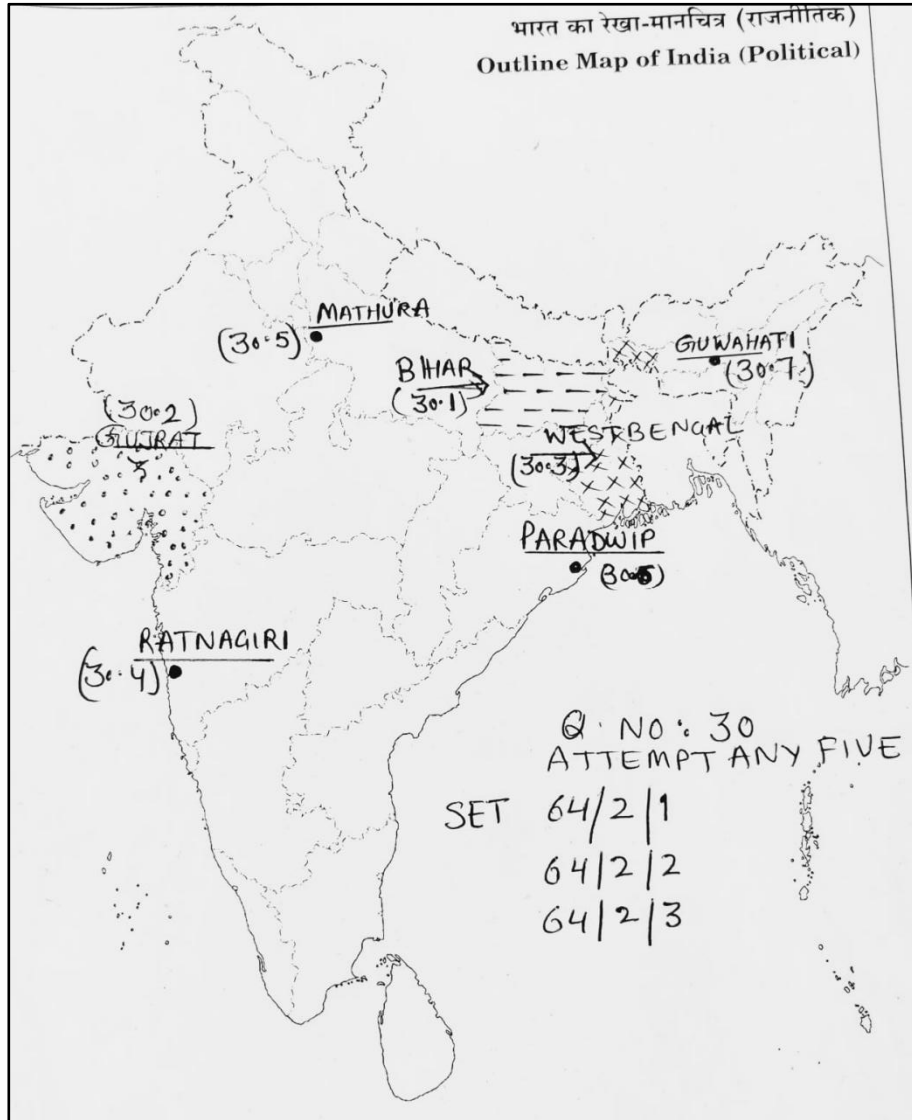 भारत का रेखा-मानचित्र (राजनीतिक)
Outline Map of India (Political)
MATHURA
(30.5)
GUWAHATI
(30.7)
BIHAR
(30.1)
(30.2)
GUJRAT
WESTBENGAL
(30.3)
PARADWIP
RATNAGIRI
(30.4)
Q. NO: 30
ATTEMPT ANY FIVE
SET 64/2/1
64/2/2
64/2/3